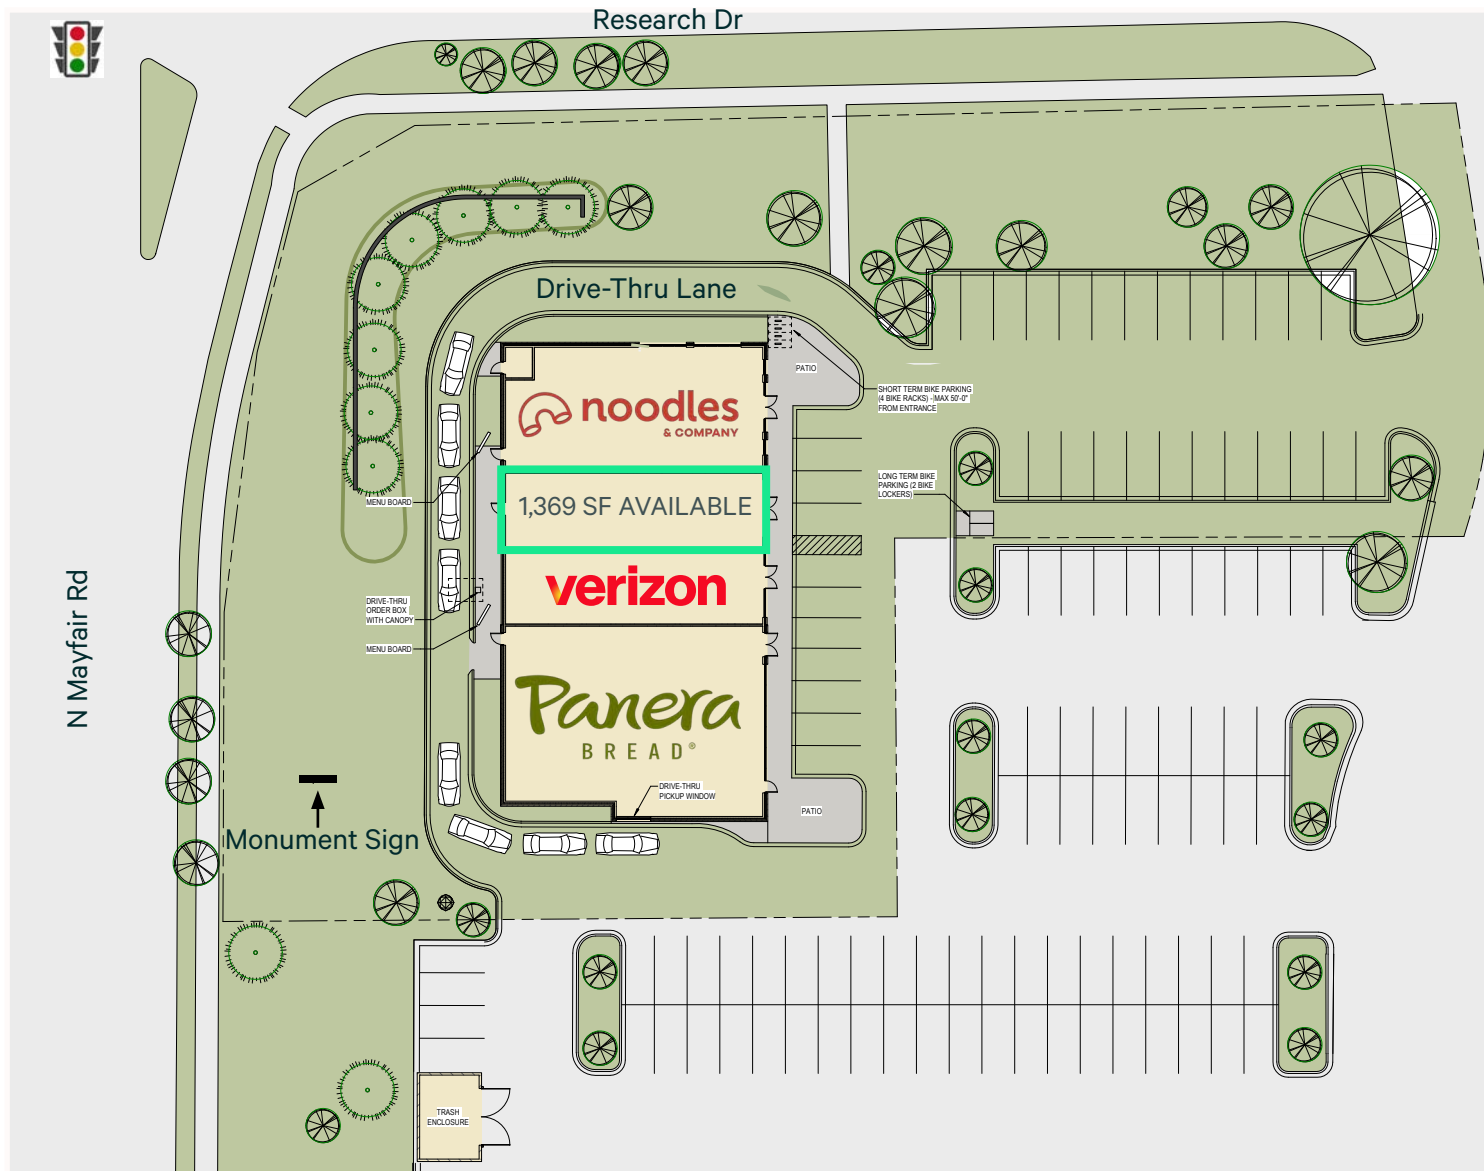 Research Dr
Drive-Thru Lane
PATIO
noodles
& COMPANY
SHORT TERM BIKE PARKING
(4 BIKE RACKS) - MAX 50'-0"
FROM ENTRANCE
LONG TERM BIKE
PARKING (2 BIKE
LOCKERS)
MENU BOARD
1,369 SF AVAILABLE
verizon
DRIVE-THRU
ORDER BOX
WITH CANOPY
MENU BOARD
N Mayfair Rd
Panera
BREAD®
DRIVE-THRU
PICKUP WINDOW
PATIO
Monument Sign
TRASH
ENCLOSURE